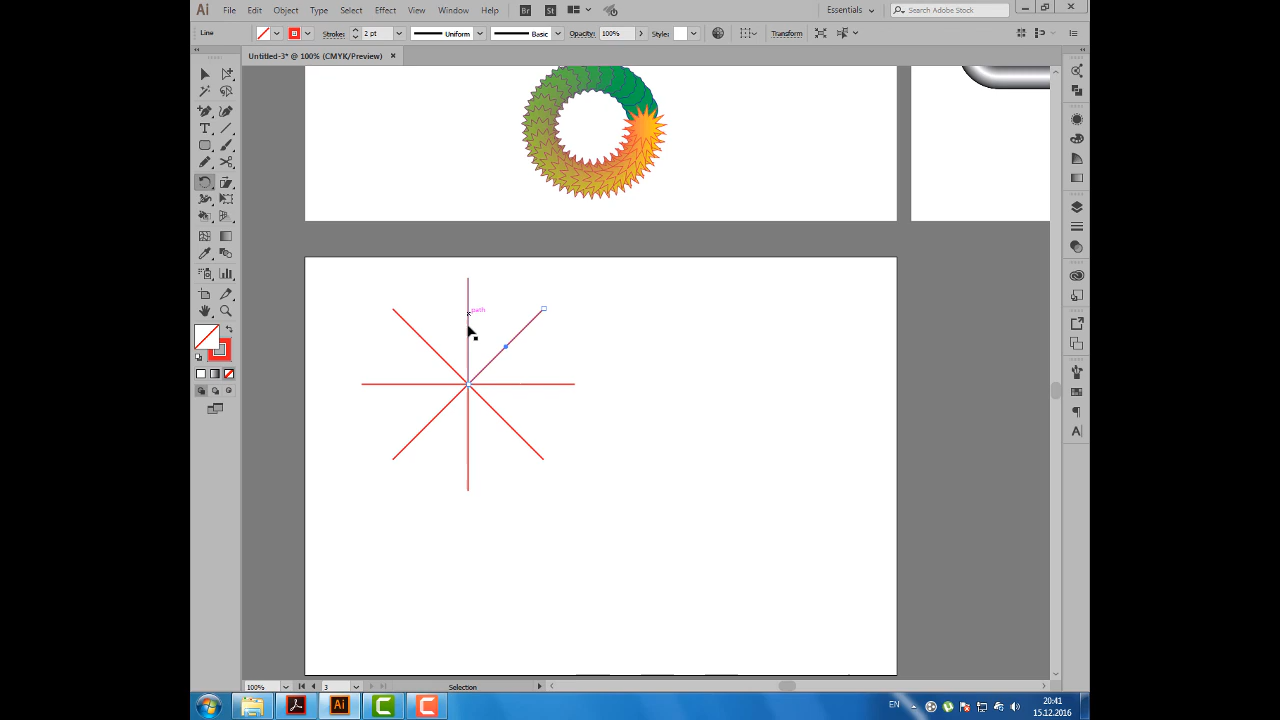 Ai File Edit Object Type Select Effect View Window Help Br St Essentials Search Adobe Stock
Line Strokes: 2 pt Uniform Basic Opacity: 100% Style: Transform
Untitled-3* @ 100% (CMYK/Preview)
path
100% 3 Selection
Ai C C EN 20:41
15.12.2016